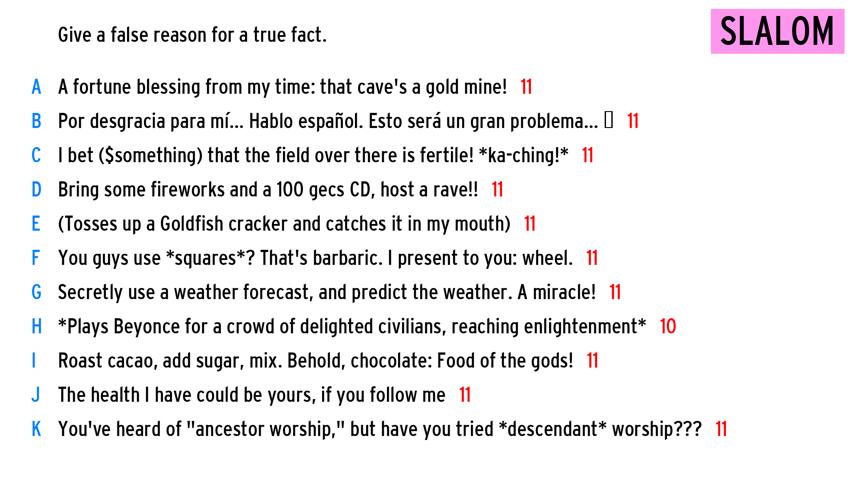 Give a false reason for a true fact.
SLALOM
A A fortune blessing from my time: that cave's a gold mine! 11
B Por desgracia para mí... Hablo español. Esto será un gran problema... 11
C I bet ($something) that the field over there is fertile! *ka-ching!* 11
D Bring some fireworks and a 100 gecs CD, host a rave!! 11
E (Tosses up a Goldfish cracker and catches it in my mouth) 11
F You guys use *squares*? That's barbaric. I present to you: wheel. 11
G Secretly use a weather forecast, and predict the weather. A miracle! 11
H *Plays Beyonce for a crowd of delighted civilians, reaching enlightenment* 10
I Roast cacao, add sugar, mix. Behold, chocolate: Food of the gods! 11
J The health I have could be yours, if you follow me 11
K You've heard of "ancestor worship," but have you tried *descendant* worship??? 11